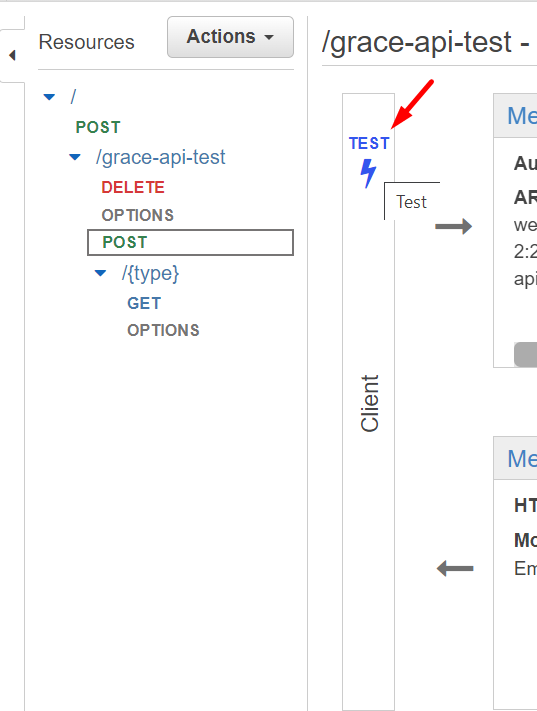 Resources
Actions
/
POST
/grace-api-test
DELETE
OPTIONS
POST
/{type}
GET
OPTIONS
/grace-api-test -
TEST
Test
Client
Me
Au
AR
we
2:2
api
Me
HT
Mo
Em